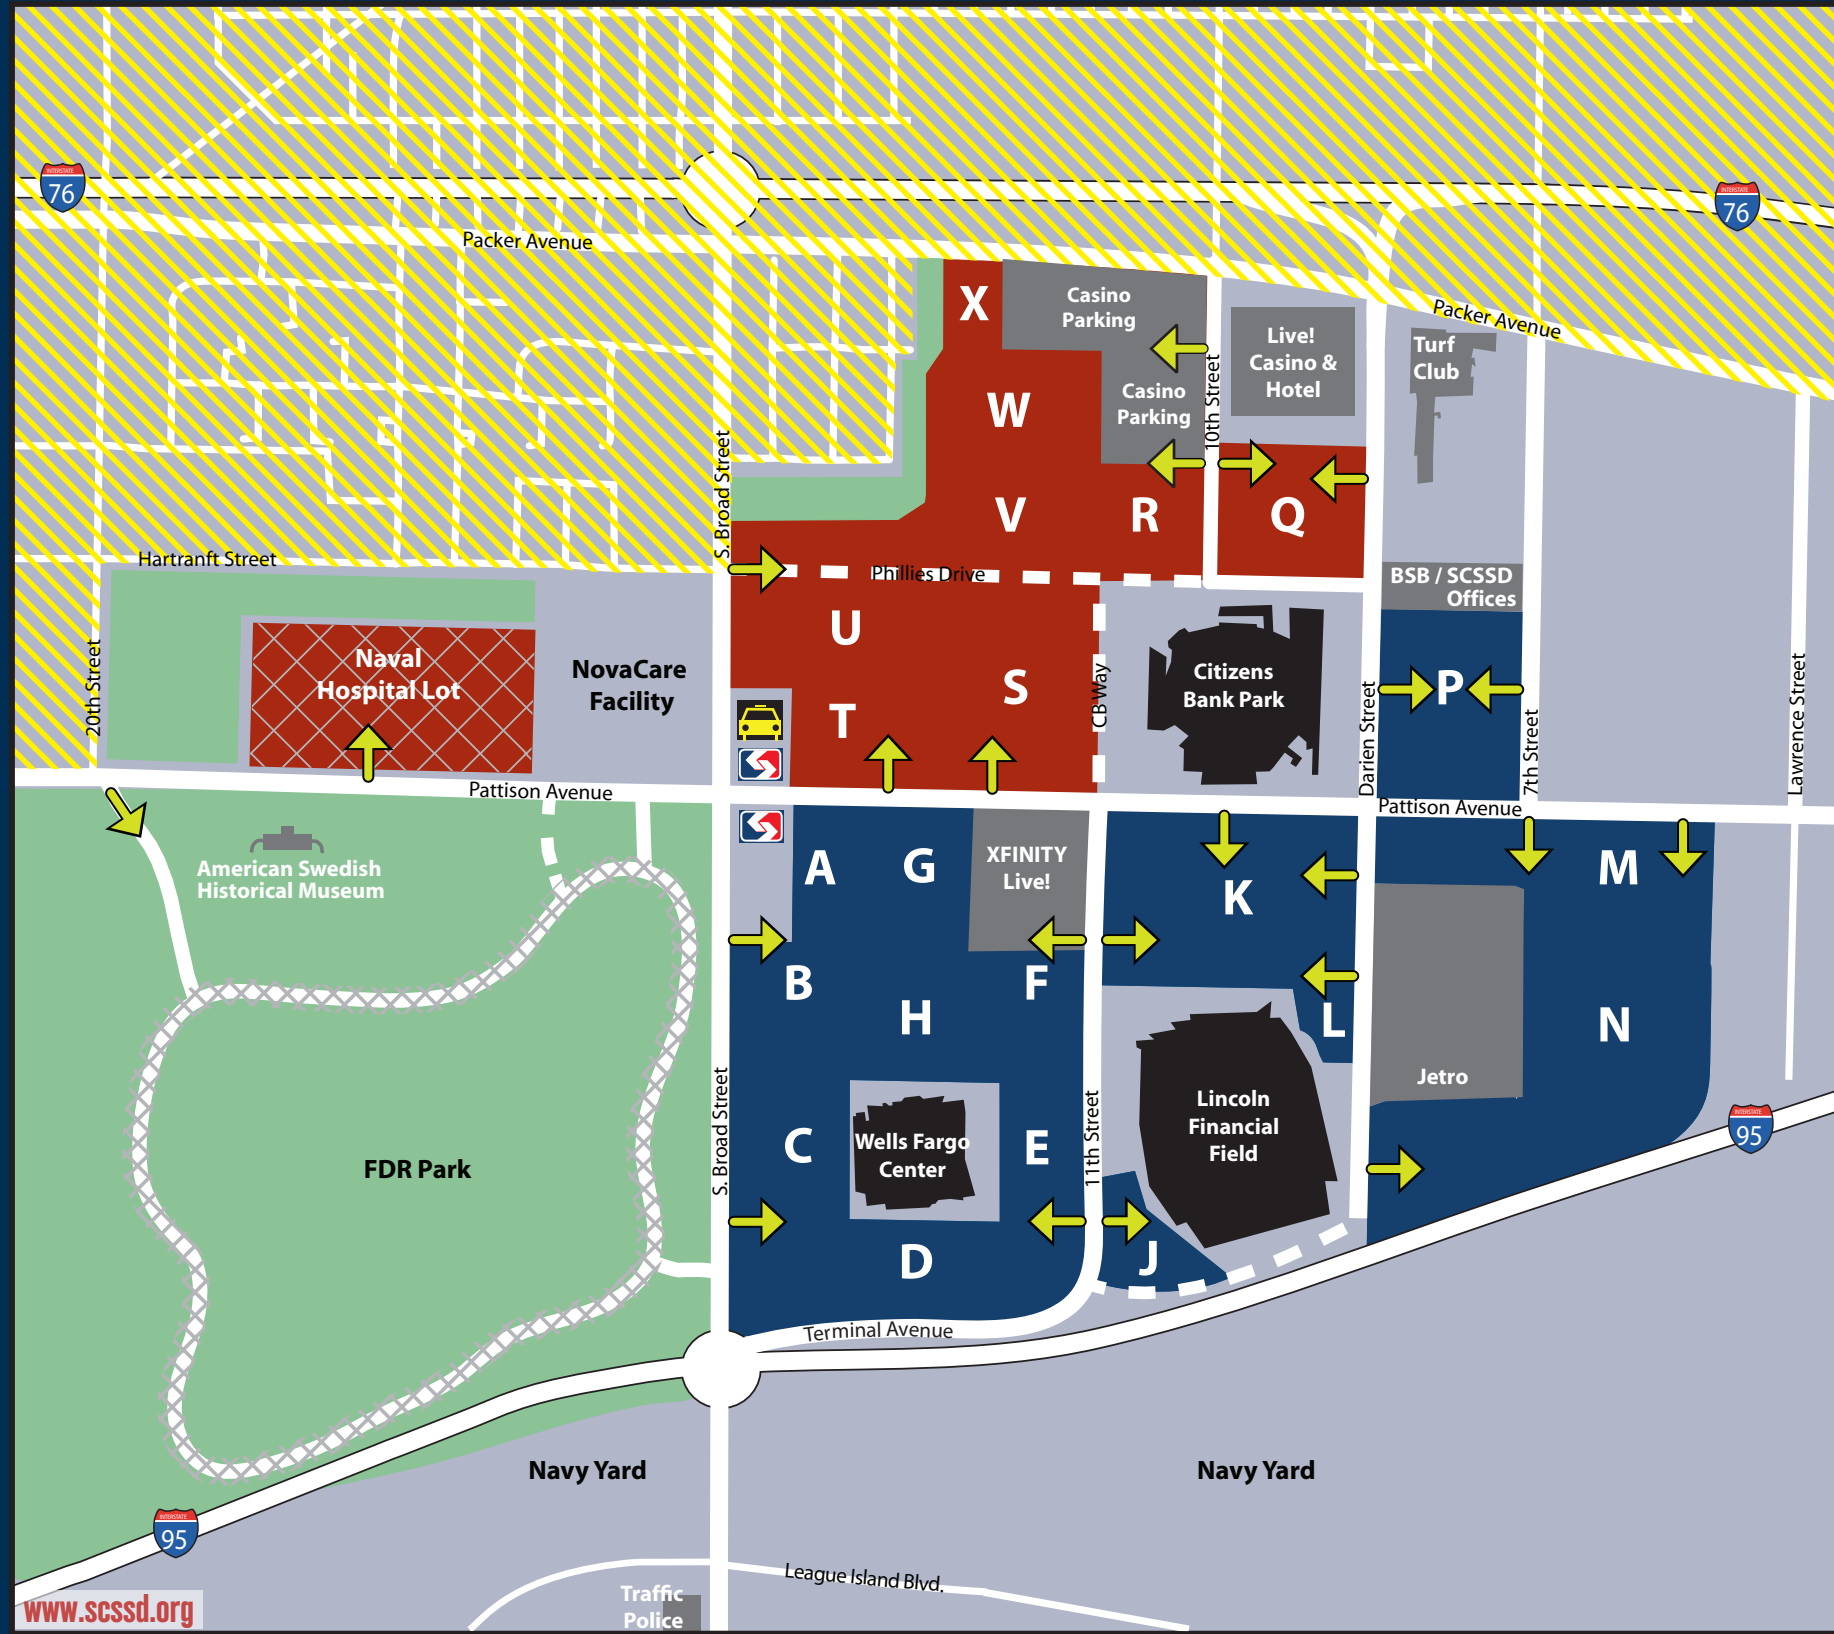 INTERSTATE
76
INTERSTATE
76
Packer Avenue
X
Casino
Parking
Packer Avenue
Live!
Casino &
Hotel
Turf
Club
10th Street
W
Casino
Parking
S. Broad Street
V
R
Q
Hartranft Street
Phillies Drive
BSB / SCSSD
Offices
U
Naval
Hospital Lot
NovaCare
Facility
20th Street
S
T
CB Way
Citizens
Bank Park
Darien Street
P
7th Street
Lawrence Street
Pattison Avenue
Pattison Avenue
American Swedish
Historical Museum
A
G
XFINITY
Live!
K
M
B
F
H
L
N
Jetro
S. Broad Street
C
Wells Fargo
Center
E
11th Street
Lincoln
Financial
Field
INTERSTATE
95
FDR Park
D
J
Terminal Avenue
Navy Yard
Navy Yard
INTERSTATE
95
League Island Blvd.
Traffic
Police
www.scssd.org